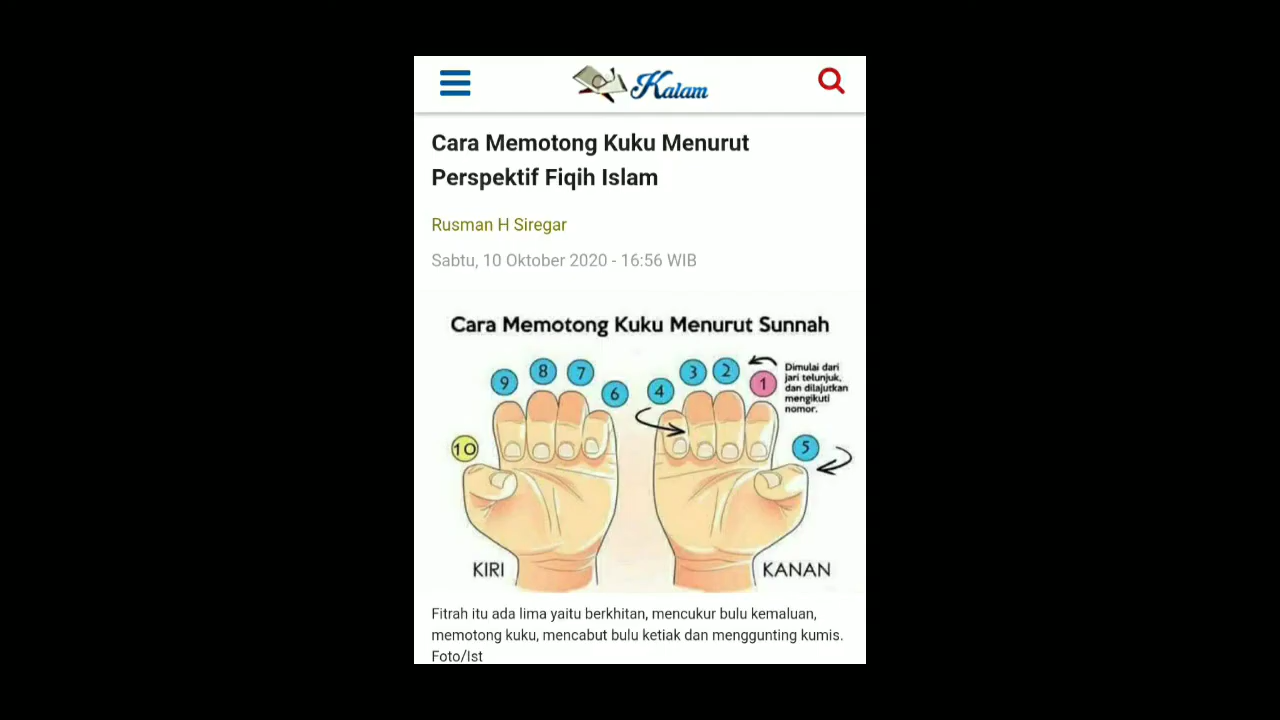 Kalam
Cara Memotong Kuku Menurut
Perspektif Fiqih Islam
Rusman H Siregar
Sabtu, 10 Oktober 2020 - 16:56 WIB
Cara Memotong Kuku Menurut Sunnah
9
8
7
6
4
3
2
1
Dimulai dari
jari telunjuk,
dan dilajutkan
mengikuti
nomor.
10
5
KIRI
KANAN
Fitrah itu ada lima yaitu berkhitan, mencukur bulu kemaluan,
memotong kuku, mencabut bulu ketiak dan menggunting kumis.
Foto/Ist